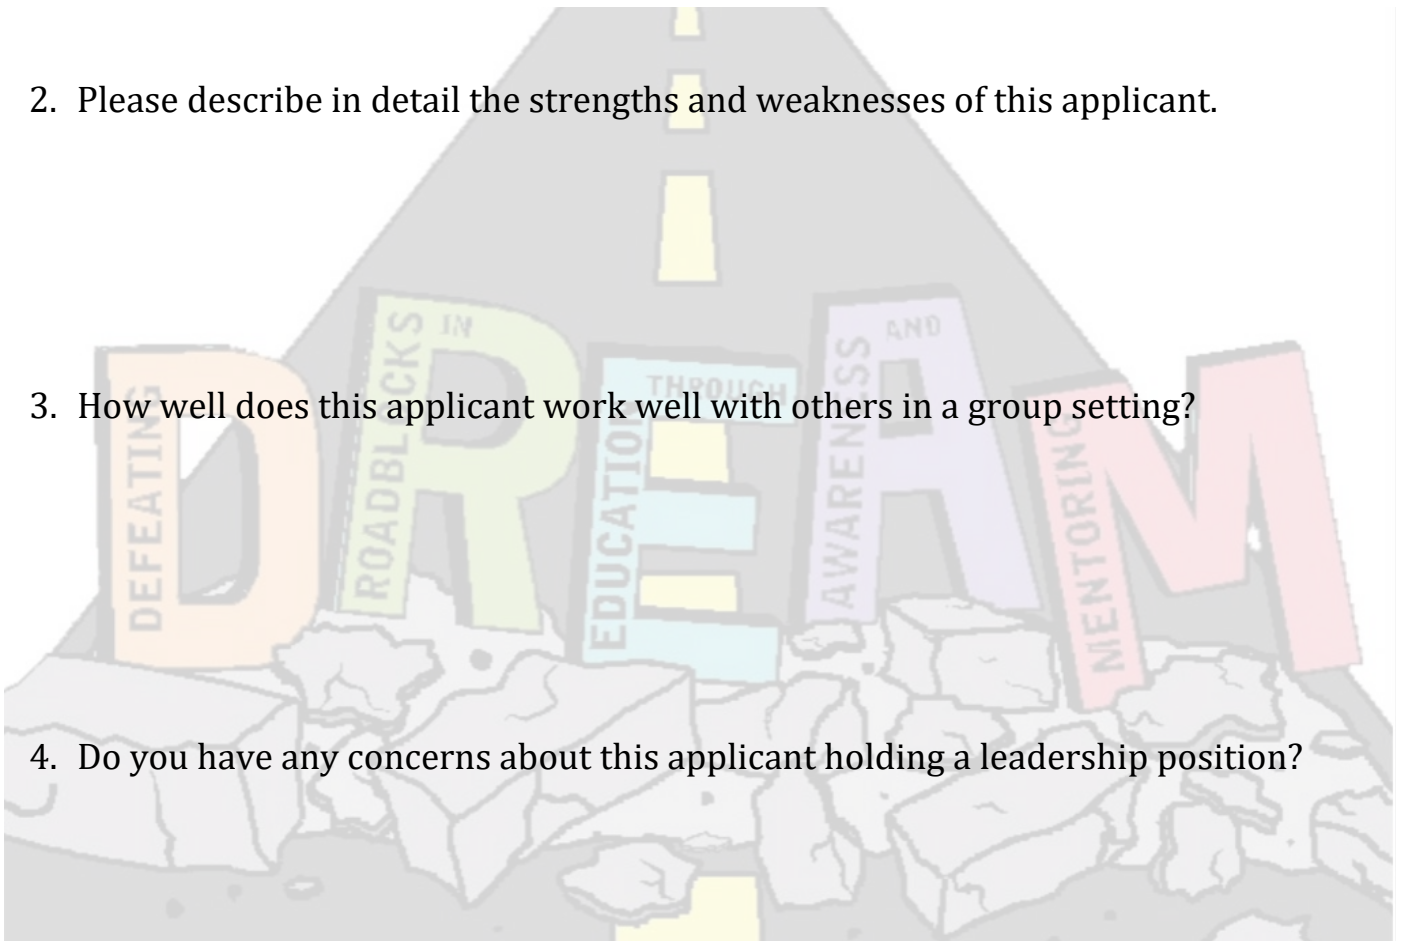 2. Please describe in detail the strengths and weaknesses of this applicant.
IN
AND
THROUGH
3. How well does this applicant work well with others in a group setting?
DEFEATING
ROADBLOCKS
EDUCATION
AWARENESS
MENTORING
4. Do you have any concerns about this applicant holding a leadership position?
DREAM